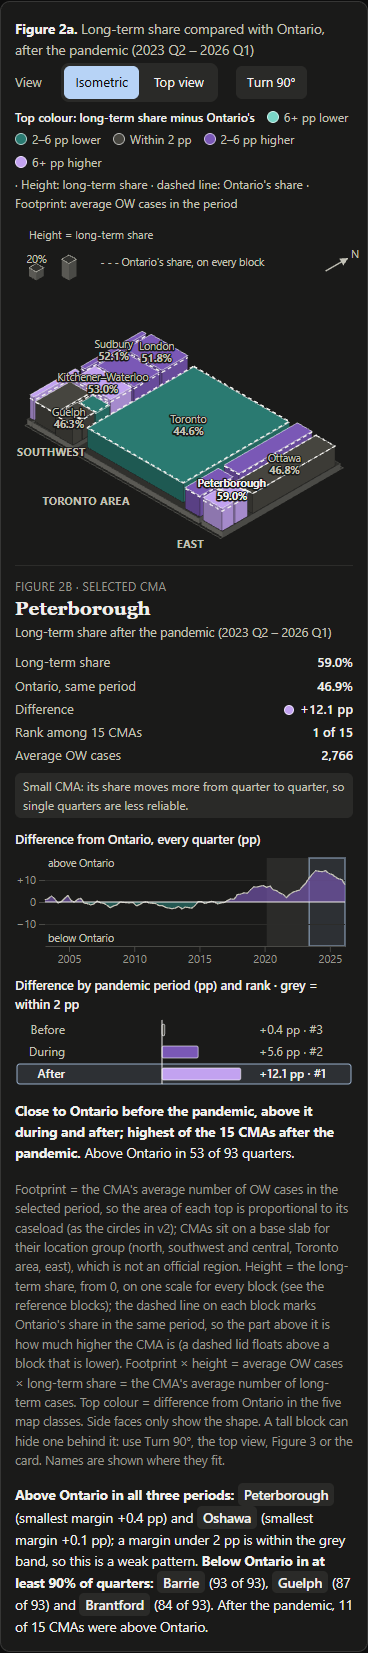 Figure 2a. Long-term share compared with Ontario,
after the pandemic (2023 Q2 – 2026 Q1)
View Isometric Top view Turn 90°
Top colour: long-term share minus Ontario's 6+ pp lower
2–6 pp lower Within 2 pp 2–6 pp higher
6+ pp higher
· Height: long-term share · dashed line: Ontario's share ·
Footprint: average OW cases in the period
Height = long-term share
20%
- - - Ontario's share, on every block
N
Sudbury
52.1%
London
51.8%
Kitchener-Waterloo
53.0%
Guelph
46.3%
Toronto
44.6%
Ottawa
46.8%
Peterborough
59.0%
SOUTHWEST
TORONTO AREA
EAST
FIGURE 2B · SELECTED CMA
Peterborough
Long-term share after the pandemic (2023 Q2 – 2026 Q1)
Long-term share 59.0%
Ontario, same period 46.9%
Difference +12.1 pp
Rank among 15 CMAs 1 of 15
Average OW cases 2,766
Small CMA: its share moves more from quarter to quarter, so
single quarters are less reliable.
Difference from Ontario, every quarter (pp)
above Ontario
+10
0
−10
below Ontario
2005 2010 2015 2020 2025
Difference by pandemic period (pp) and rank · grey =
within 2 pp
Before +0.4 pp · #3
During +5.6 pp · #2
After +12.1 pp · #1
Close to Ontario before the pandemic, above it
during and after; highest of the 15 CMAs after the
pandemic. Above Ontario in 53 of 93 quarters.
Footprint = the CMA's average number of OW cases in the
selected period, so the area of each top is proportional to its
caseload (as the circles in v2); CMAs sit on a base slab for
their location group (north, southwest and central, Toronto
area, east), which is not an official region. Height = the long-
term share, from 0, on one scale for every block (see the
reference blocks); the dashed line on each block marks
Ontario's share in the same period, so the part above it is
how much higher the CMA is (a dashed lid floats above a
block that is lower). Footprint × height = average OW cases
× long-term share = the CMA's average number of long-
term cases. Top colour = difference from Ontario in the five
map classes. Side faces only show the shape. A tall block can
hide one behind it: use Turn 90°, the top view, Figure 3 or the
card. Names are shown where they fit.
Above Ontario in all three periods: Peterborough
(smallest margin +0.4 pp) and Oshawa (smallest
margin +0.1 pp); a margin under 2 pp is within the grey
band, so this is a weak pattern. Below Ontario in at
least 90% of quarters: Barrie (93 of 93), Guelph (87
of 93) and Brantford (84 of 93). After the pandemic, 11
of 15 CMAs were above Ontario.